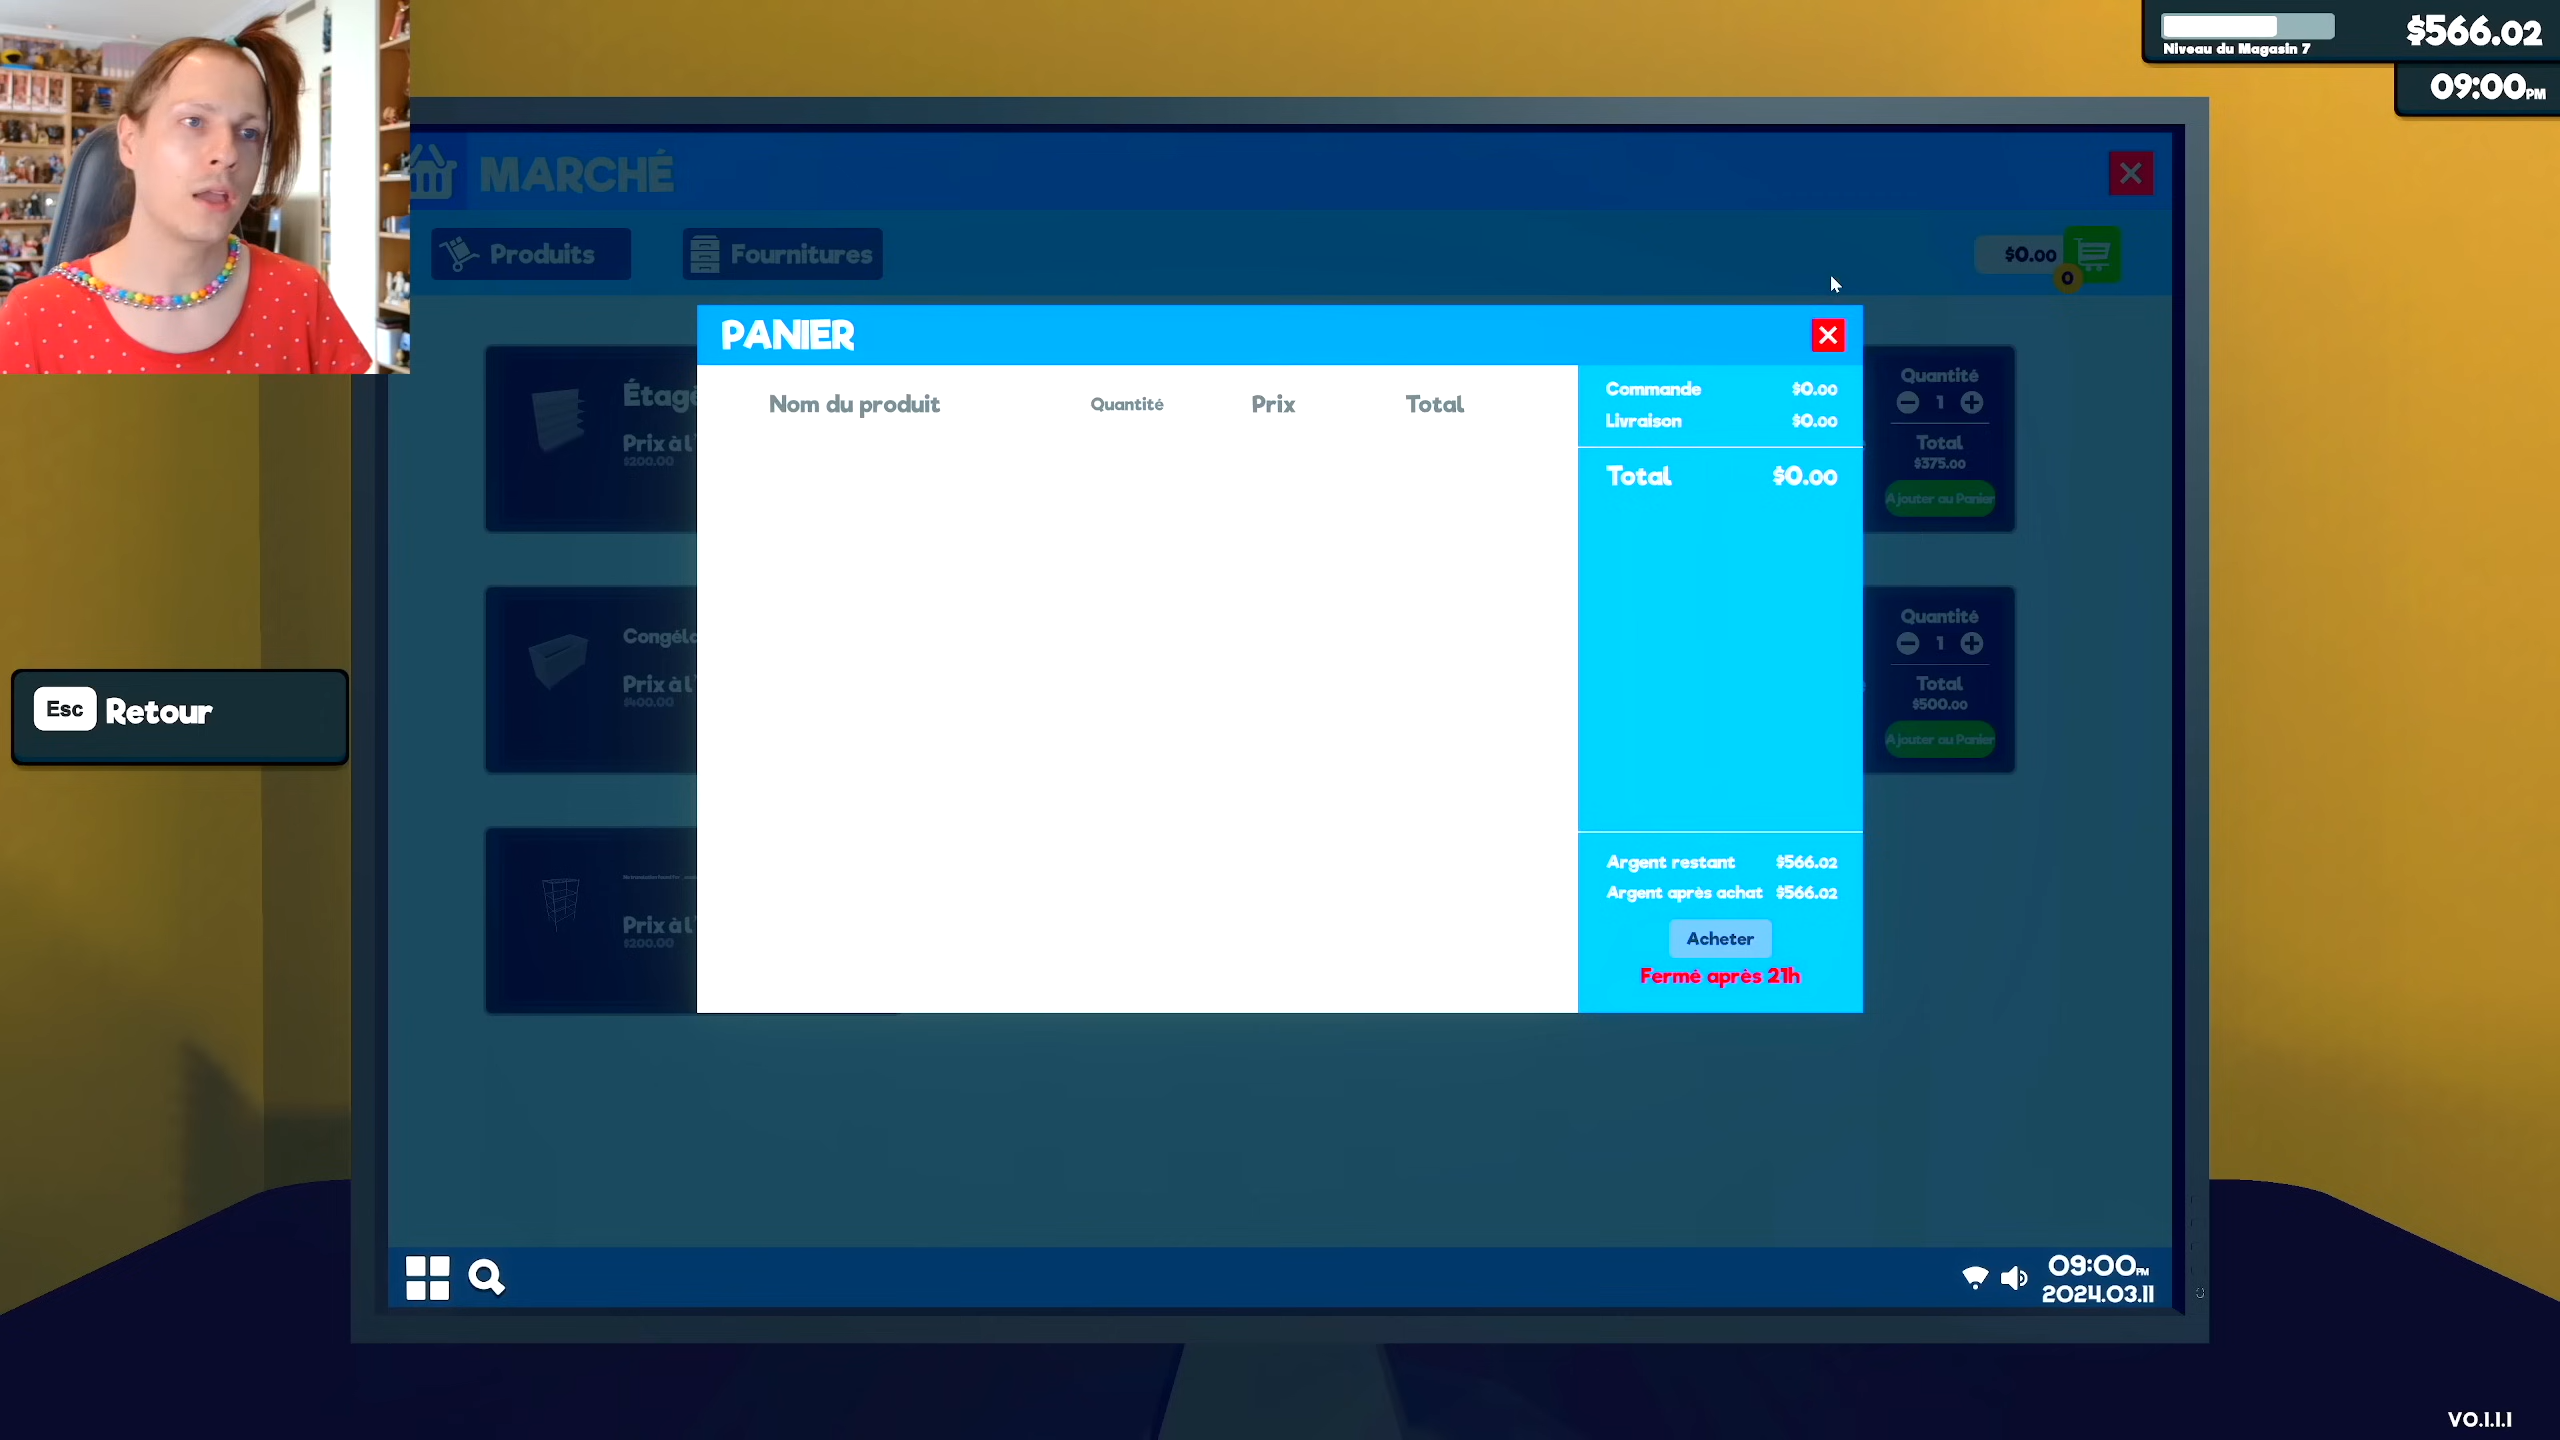 $566.02
Niveau du Magasin 7
09:00PM
MARCHÉ
Produits
Fournitures
$0.00
0
PANIER
Nom du produit
Quantité
Prix
Total
Commande
$0.00
Livraison
$0.00
Total
$0.00
Argent restant
$566.02
Argent après achat
$566.02
Acheter
Fermé après 21h
Étag
Prix à l'
$200.00
Quantité
1
Total
$375.00
Ajouter au Panier
Congél
Prix à l'
$400.00
Quantité
1
Total
$500.00
Ajouter au Panier
Prix à l'
$200.00
Esc
Retour
09:00PM
2024.03.11
V0.1.1.1